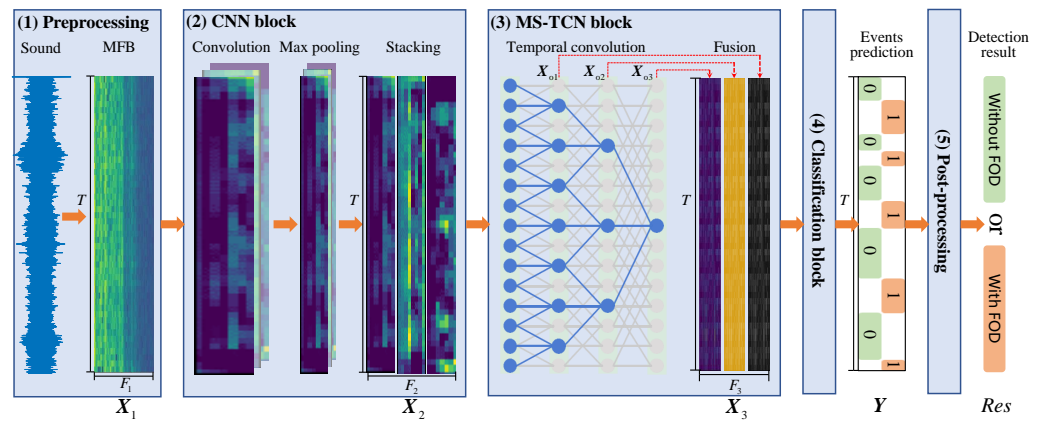 (1) Preprocessing
Sound
MFB
T
F1
X1
(2) CNN block
Convolution
Max pooling
Stacking
T
F2
X2
(3) MS-TCN block
Temporal convolution
Fusion
Xo1
Xo2
Xo3
T
F3
X3
(4) Classification block
Events
prediction
T
0
1
0
1
0
1
0
1
0
1
Y
(5) Post-processing
Detection
result
Without FOD
or
With FOD
Res